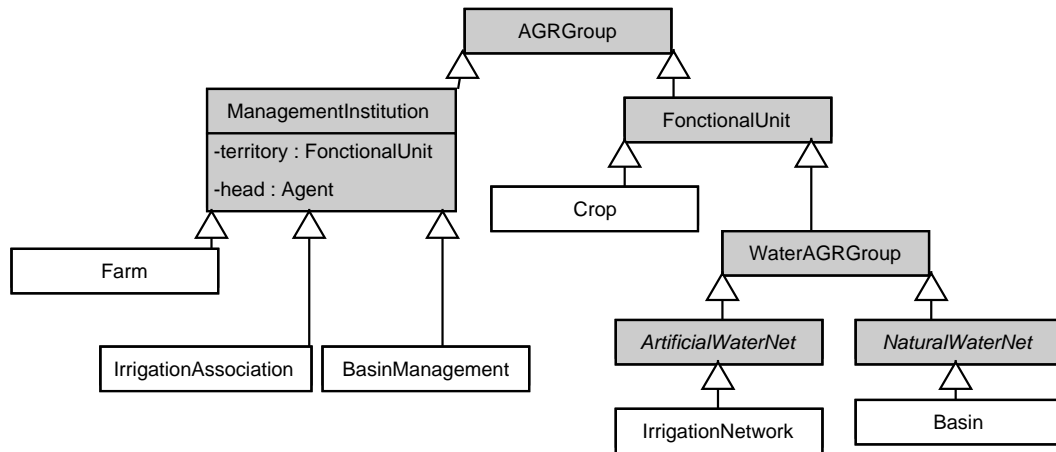 AGRGroup
ManagementInstitution
-territory : FonctionalUnit
-head : Agent
FonctionalUnit
Crop
Farm
WaterAGRGroup
IrrigationAssociation
BasinManagement
ArtificialWaterNet
NaturalWaterNet
IrrigationNetwork
Basin